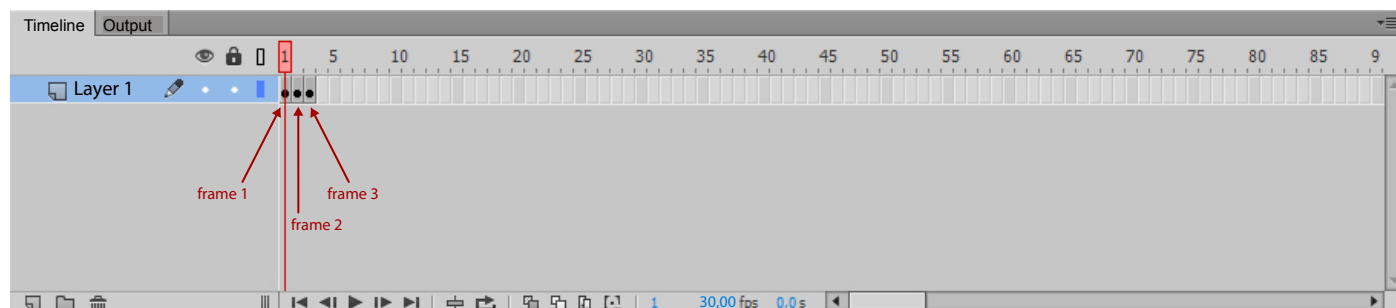 Timeline Output
1 5 10 15 20 25 30 35 40 45 50 55 60 65 70 75 80 85 9
Layer 1
frame 1 frame 3
frame 2
1 30,00 fps 0,0 s